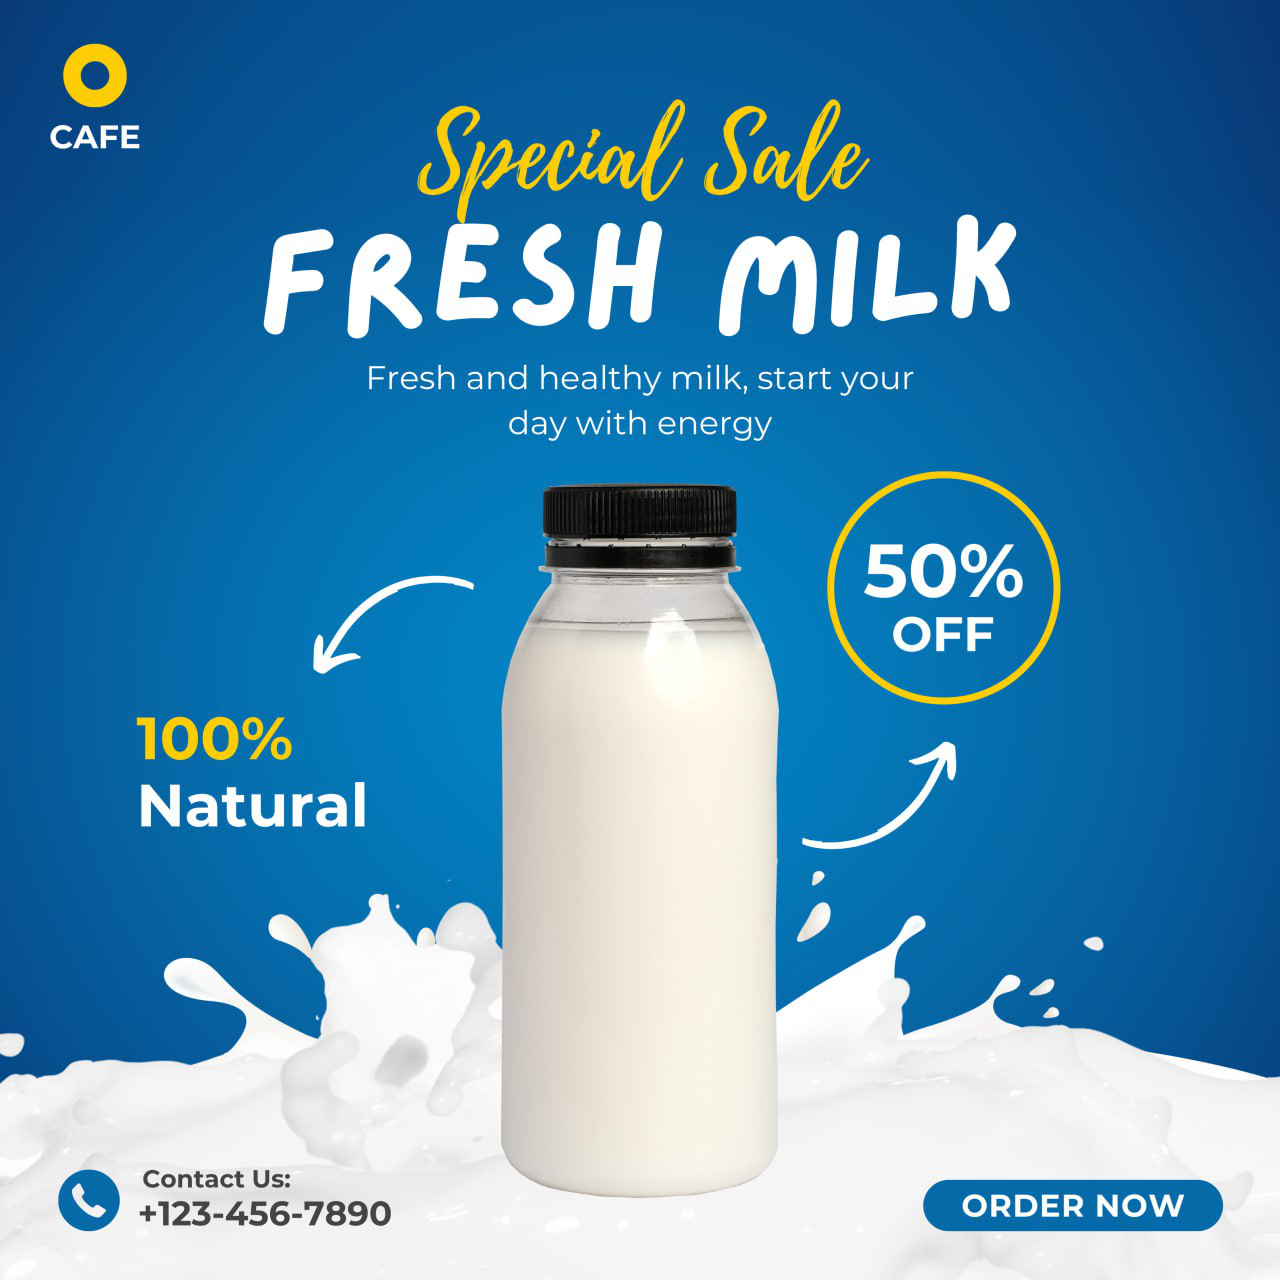 CAFE
Special Sale
FRESH MILK
Fresh and healthy milk, start your
day with energy
50%
OFF
100%
Natural
Contact Us:
+123-456-7890
ORDER NOW